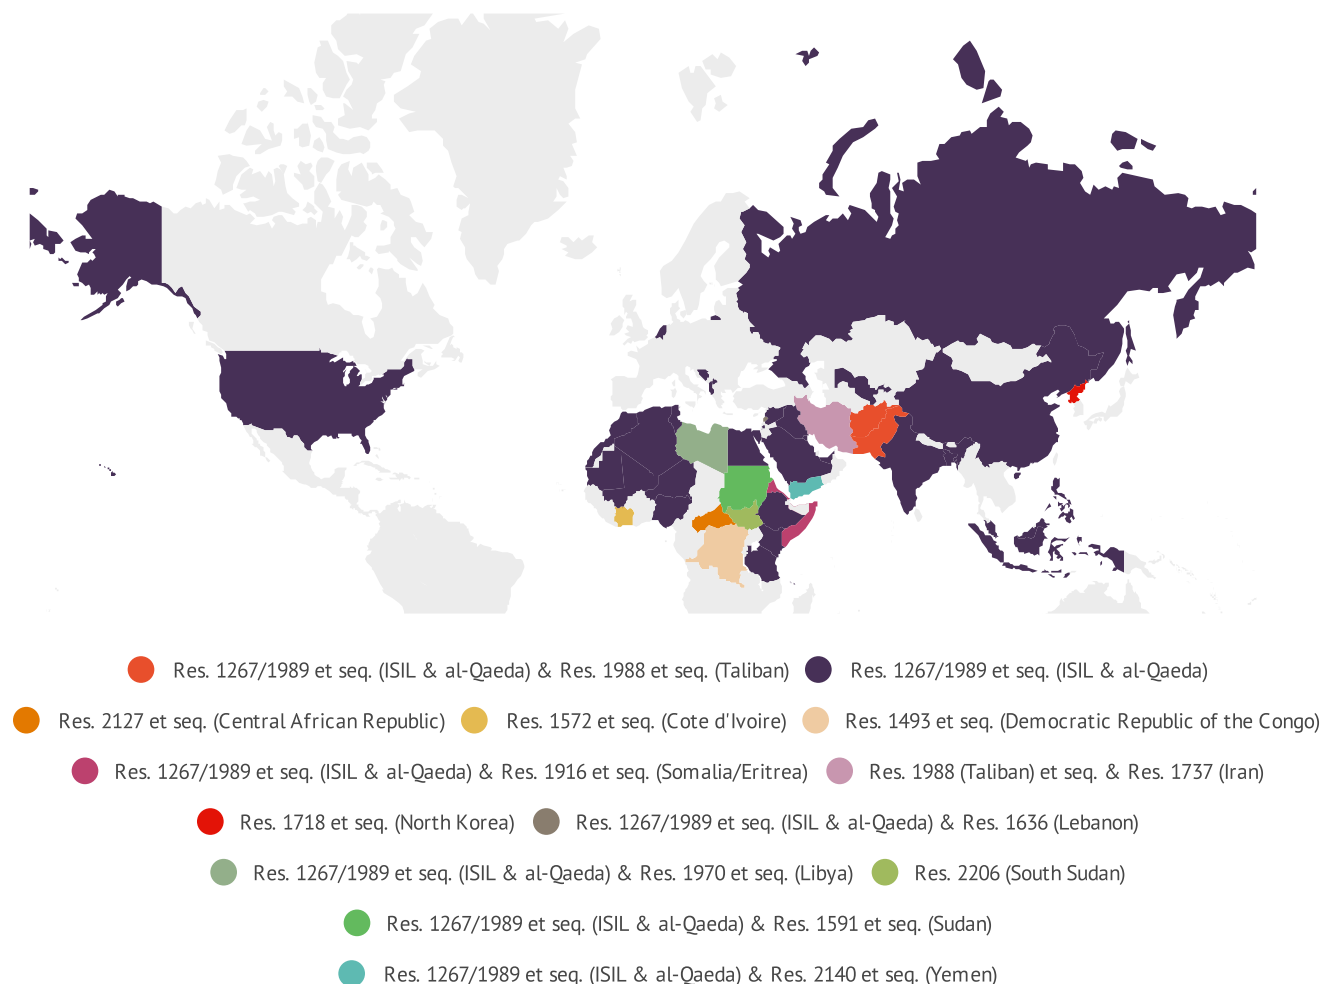 Res. 1267/1989 et seq. (ISIL & al-Qaeda) & Res. 1988 et seq. (Taliban) Res. 1267/1989 et seq. (ISIL & al-Qaeda)
Res. 2127 et seq. (Central African Republic) Res. 1572 et seq. (Cote d'Ivoire) Res. 1493 et seq. (Democratic Republic of the Congo)
Res. 1267/1989 et seq. (ISIL & al-Qaeda) & Res. 1916 et seq. (Somalia/Eritrea) Res. 1988 (Taliban) et seq. & Res. 1737 (Iran)
Res. 1718 et seq. (North Korea) Res. 1267/1989 et seq. (ISIL & al-Qaeda) & Res. 1636 (Lebanon)
Res. 1267/1989 et seq. (ISIL & al-Qaeda) & Res. 1970 et seq. (Libya) Res. 2206 (South Sudan)
Res. 1267/1989 et seq. (ISIL & al-Qaeda) & Res. 1591 et seq. (Sudan)
Res. 1267/1989 et seq. (ISIL & al-Qaeda) & Res. 2140 et seq. (Yemen)